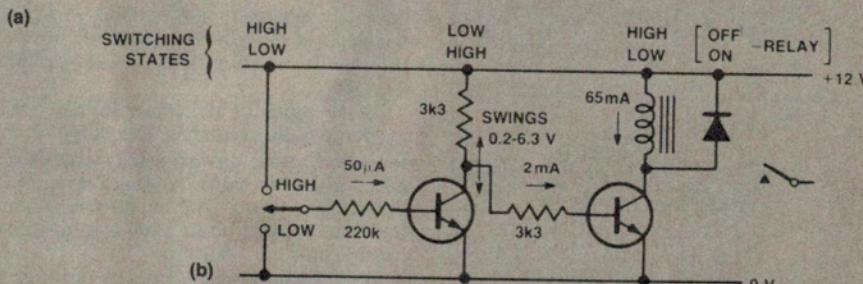 (a)
SWITCHING
STATES
HIGH
LOW
LOW
HIGH
HIGH
LOW
OFF
ON
-RELAY
+12 V
3k3
SWINGS
0.2-6.3 V
65mA
50μA
2mA
HIGH
LOW
220k
3k3
(b)
0 V